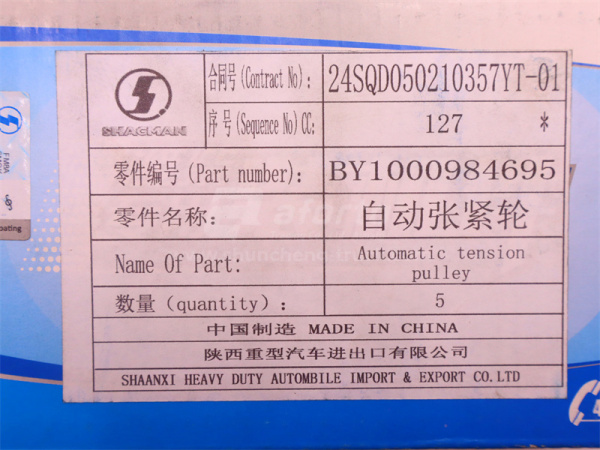 SHACMAN
合同号(Contract No): 24SQD050210357YT-01
序号(Sequence No)CC: 127 *
零件编号(Part number): BY1000984695
零件名称: 自动张紧轮
Name Of Part: Automatic tension
pulley
数量(quantity): 5
中国制造 MADE IN CHINA
陕西重型汽车进出口有限公司
SHAANXI HEAVY DUTY AUTOMBILE IMPORT & EXPORT CO.LTD